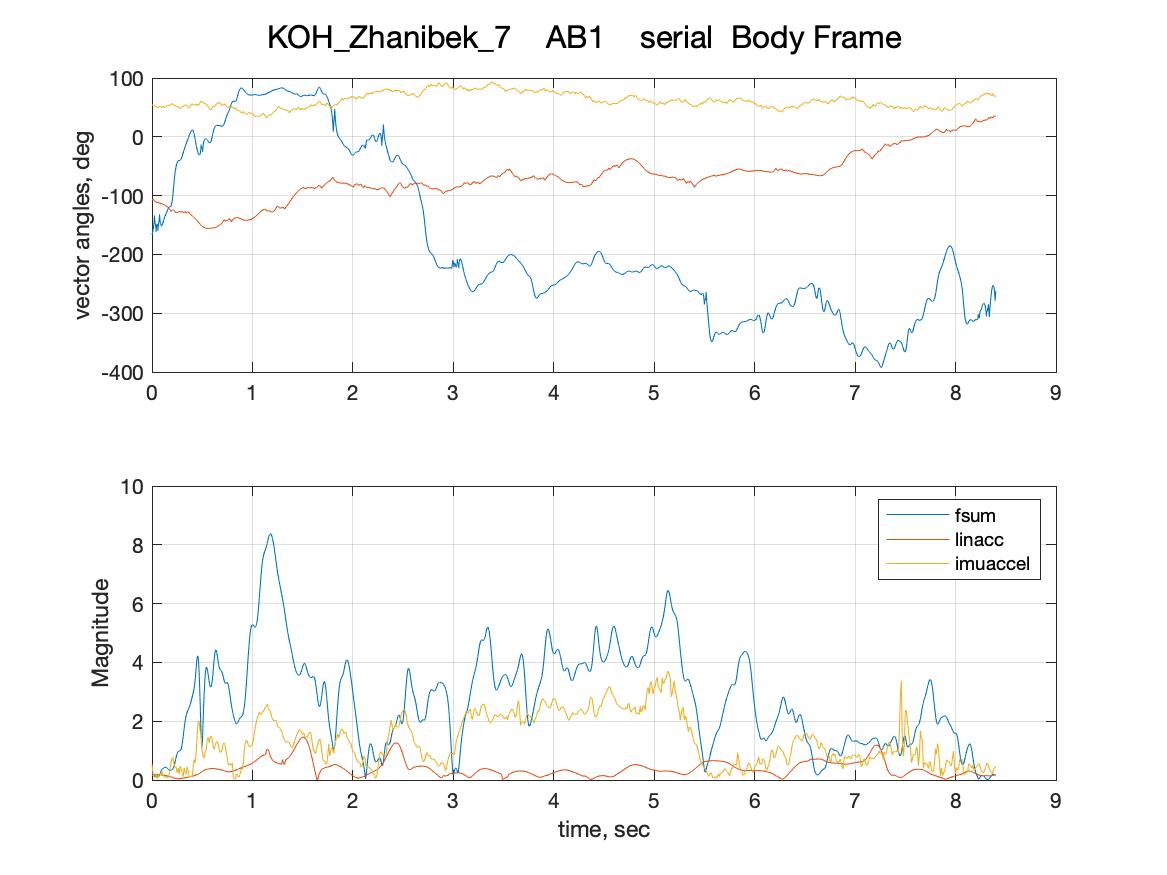 KOH_Zhanibek_7 AB1 serial Body Frame
100
0
-100
-200
-300
-400
vector angles, deg
0 1 2 3 4 5 6 7 8 9
10
8
6
4
2
0
Magnitude
fsum
linacc
imuaccel
0 1 2 3 4 5 6 7 8 9
time, sec